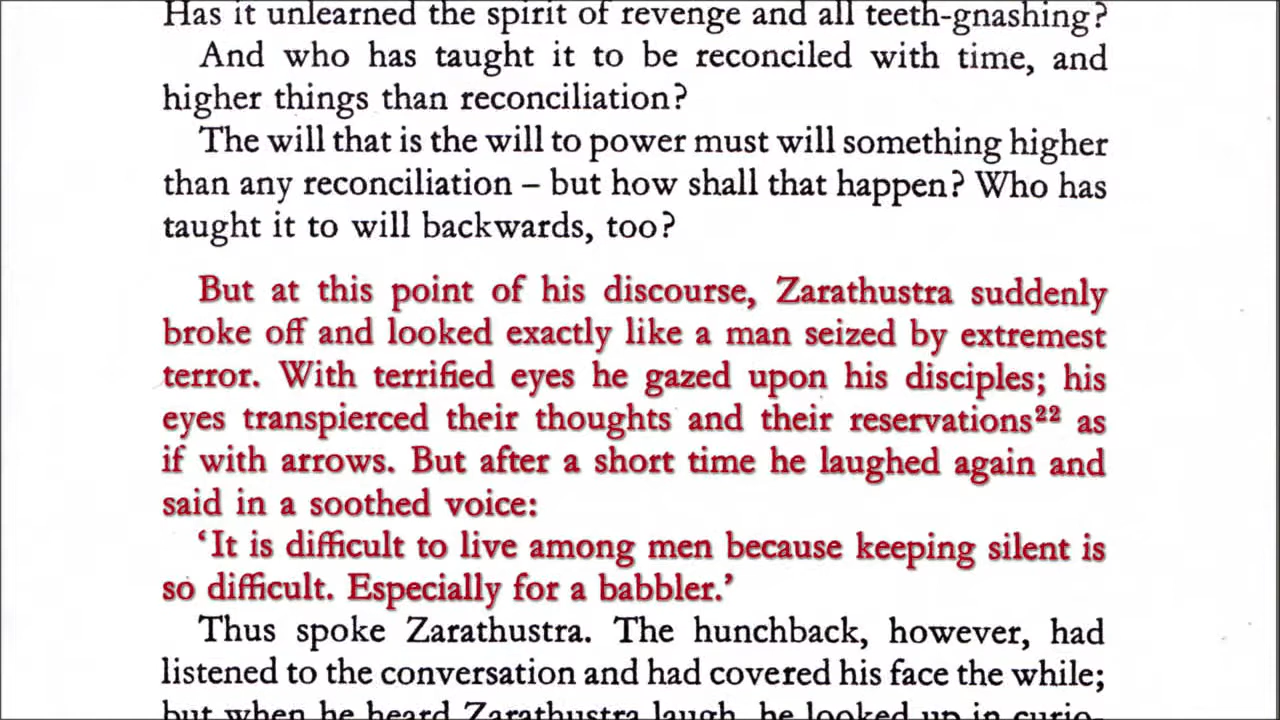 Has it unlearned the spirit of revenge and all teeth-gnashing?
And who has taught it to be reconciled with time, and
higher things than reconciliation?
The will that is the will to power must will something higher
than any reconciliation – but how shall that happen? Who has
taught it to will backwards, too?
But at this point of his discourse, Zarathustra suddenly
broke off and looked exactly like a man seized by extremest
terror. With terrified eyes he gazed upon his disciples; his
eyes transpierced their thoughts and their reservations²² as
if with arrows. But after a short time he laughed again and
said in a soothed voice:
‘It is difficult to live among men because keeping silent is
so difficult. Especially for a babbler.’
Thus spoke Zarathustra. The hunchback, however, had
listened to the conversation and had covered his face the while;
but when he heard Zarathustra laugh, he looked up in curio-